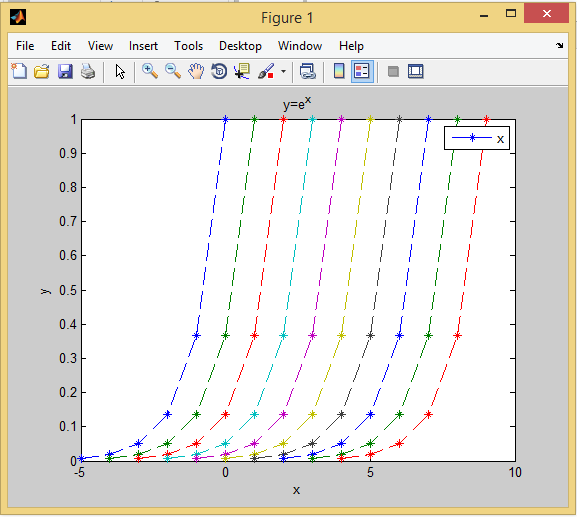 Figure 1
File Edit View Insert Tools Desktop Window Help
y=e^x
1
0.9
0.8
0.7
0.6
0.5
0.4
0.3
0.2
0.1
0
y
x
-5 0 5 10
x